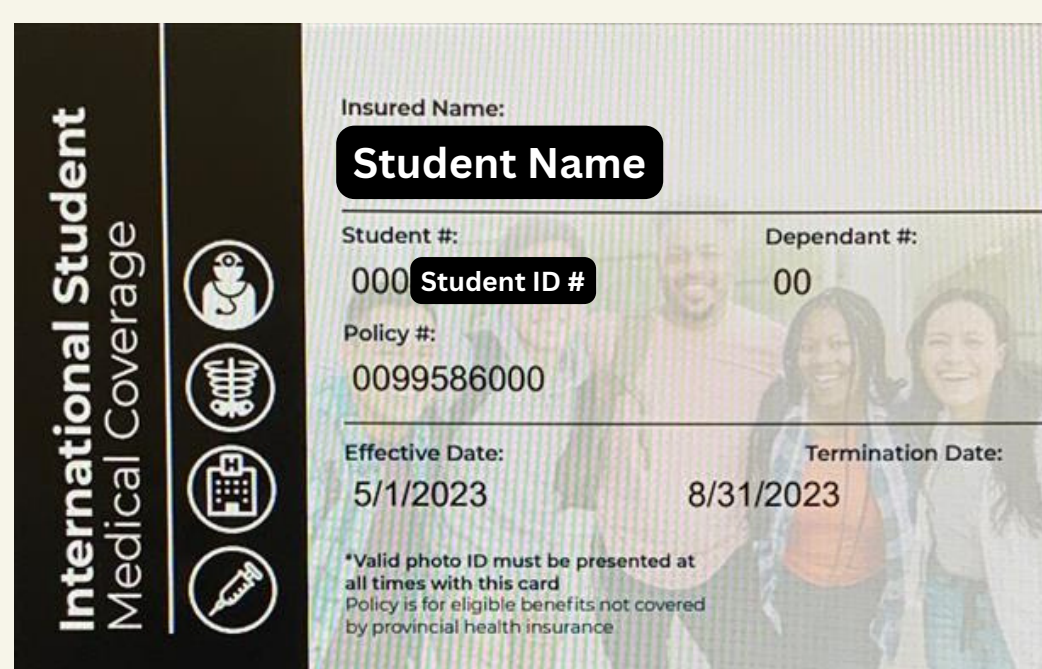 International Student
Medical Coverage
Insured Name:
Student Name
Student #:
Dependant #:
000 Student ID #
00
Policy #:
0099586000
Effective Date:
Termination Date:
5/1/2023
8/31/2023
*Valid photo ID must be presented at
all times with this card
Policy is for eligible benefits not covered
by provincial health insurance
H